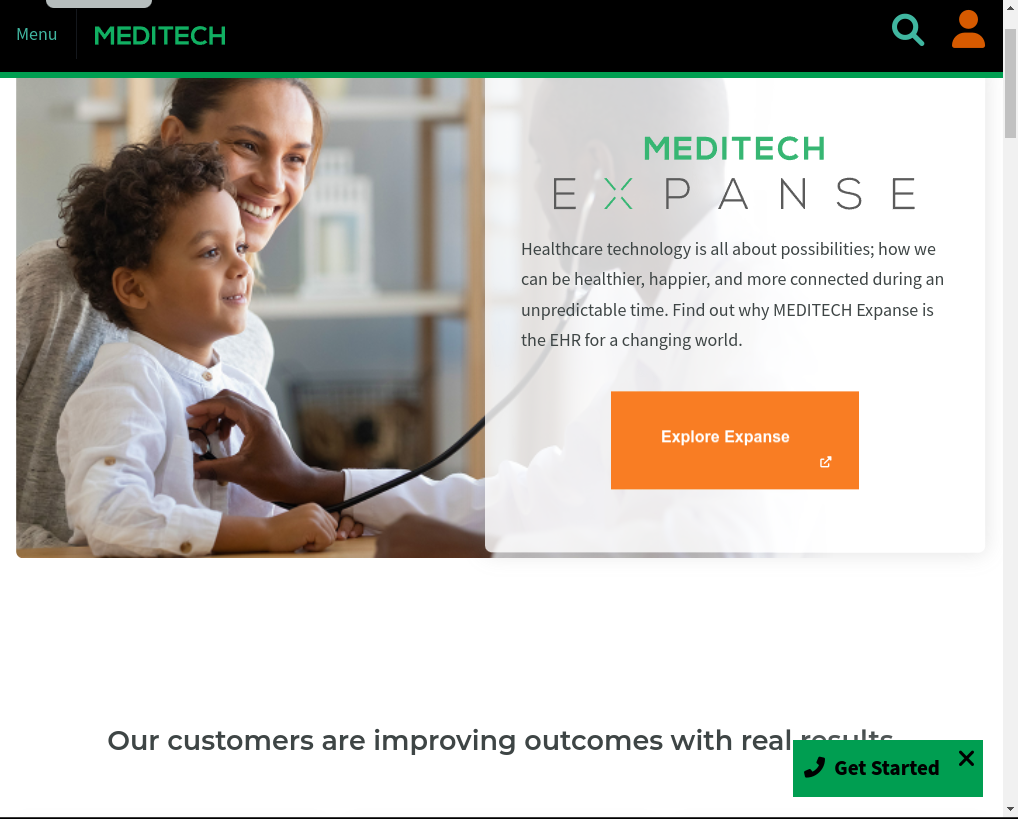 Menu
MEDITECH
MEDITECH
EXPANSE
Healthcare technology is all about possibilities; how we
can be healthier, happier, and more connected during an
unpredictable time. Find out why MEDITECH Expanse is
the EHR for a changing world.
Explore Expanse
Our customers are improving outcomes with real results
Get Started